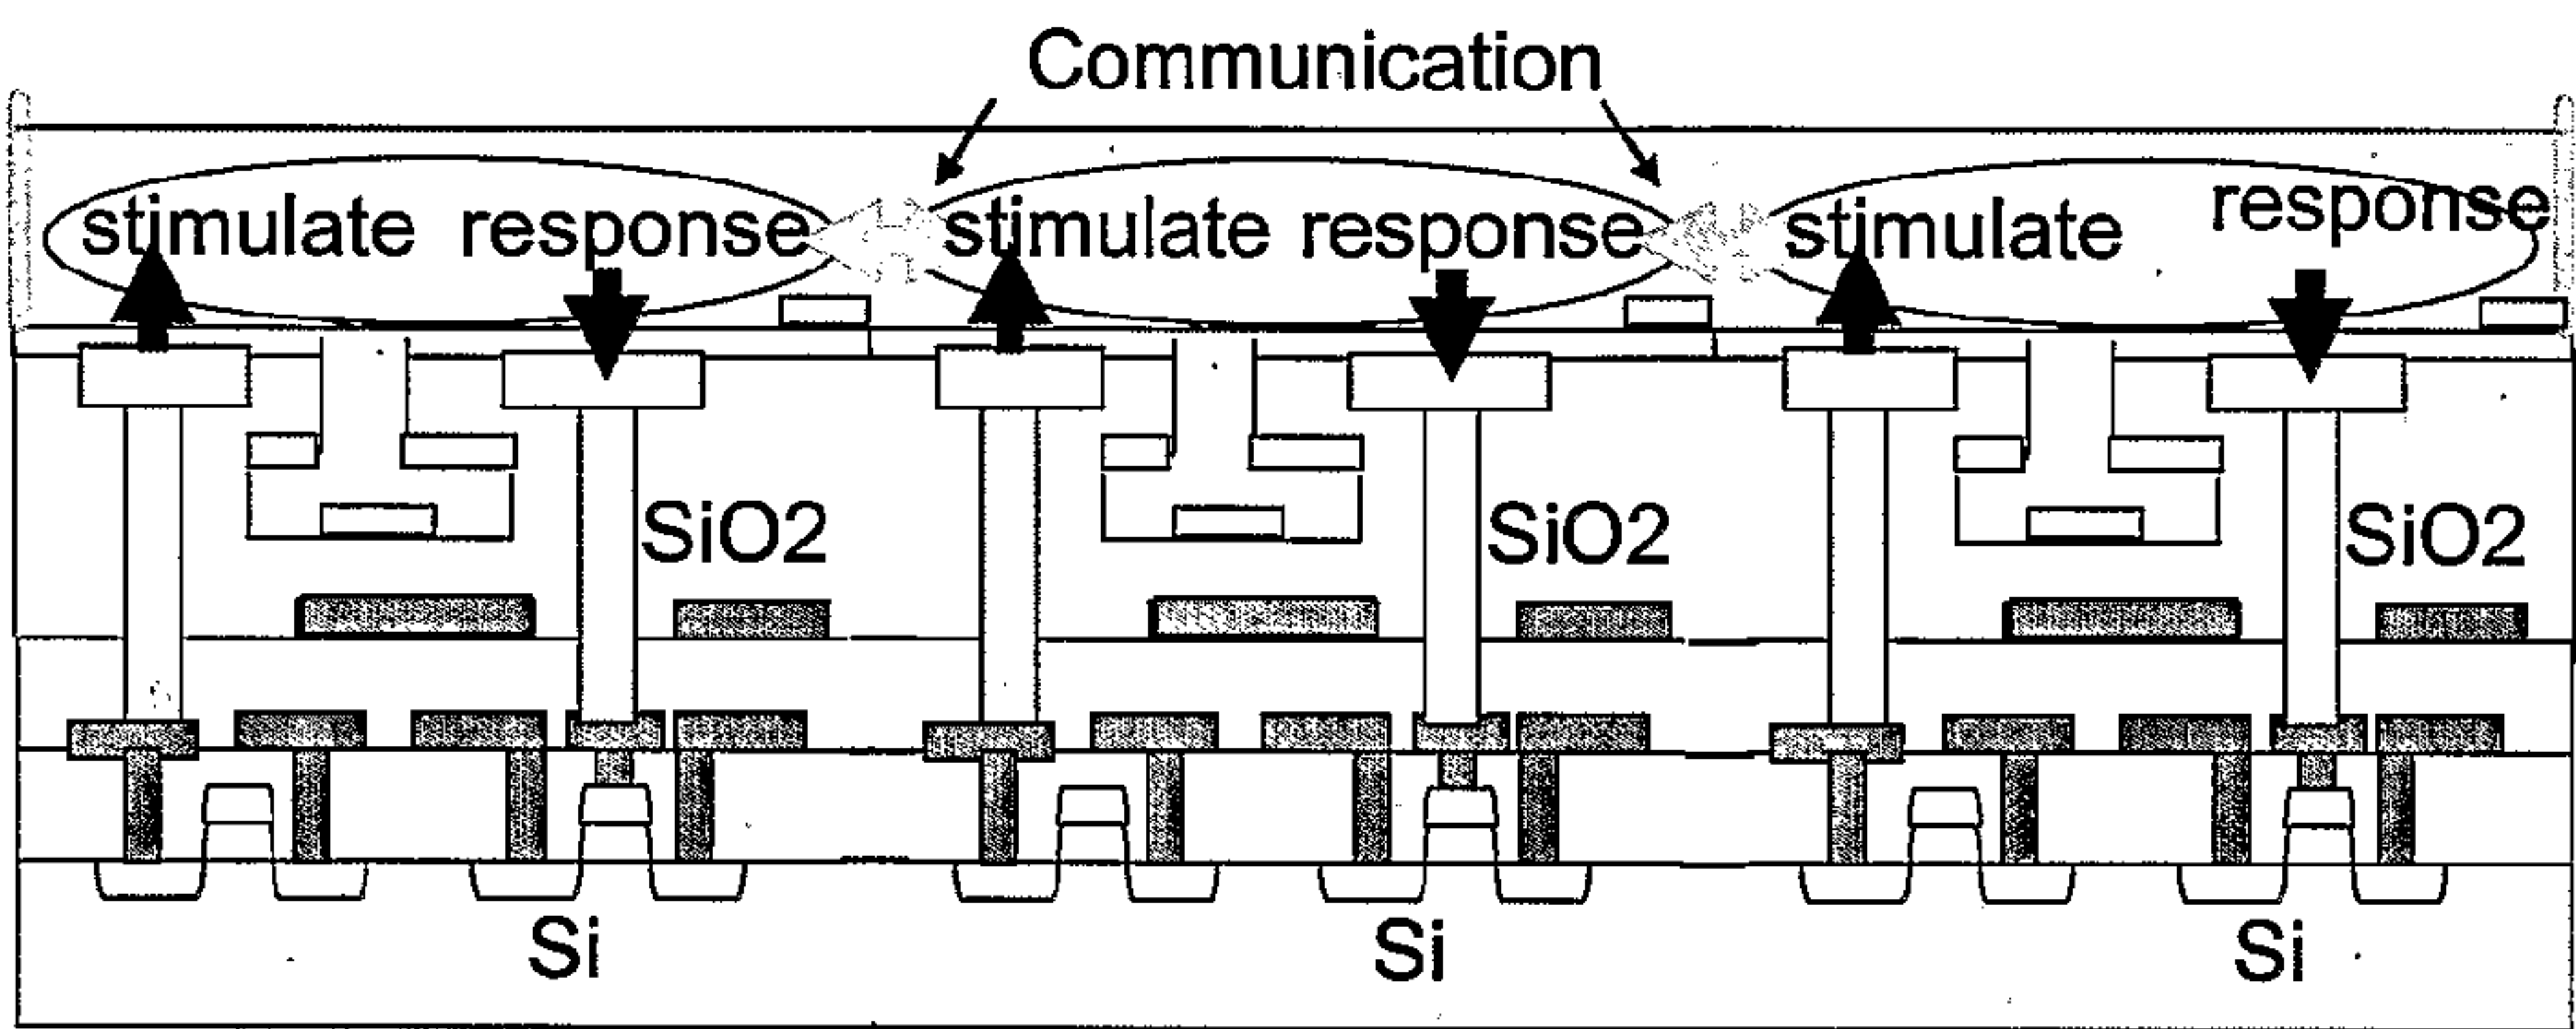 Communication
stimulate response stimulate response stimulate response
SiO2 SiO2 SiO2
Si Si Si